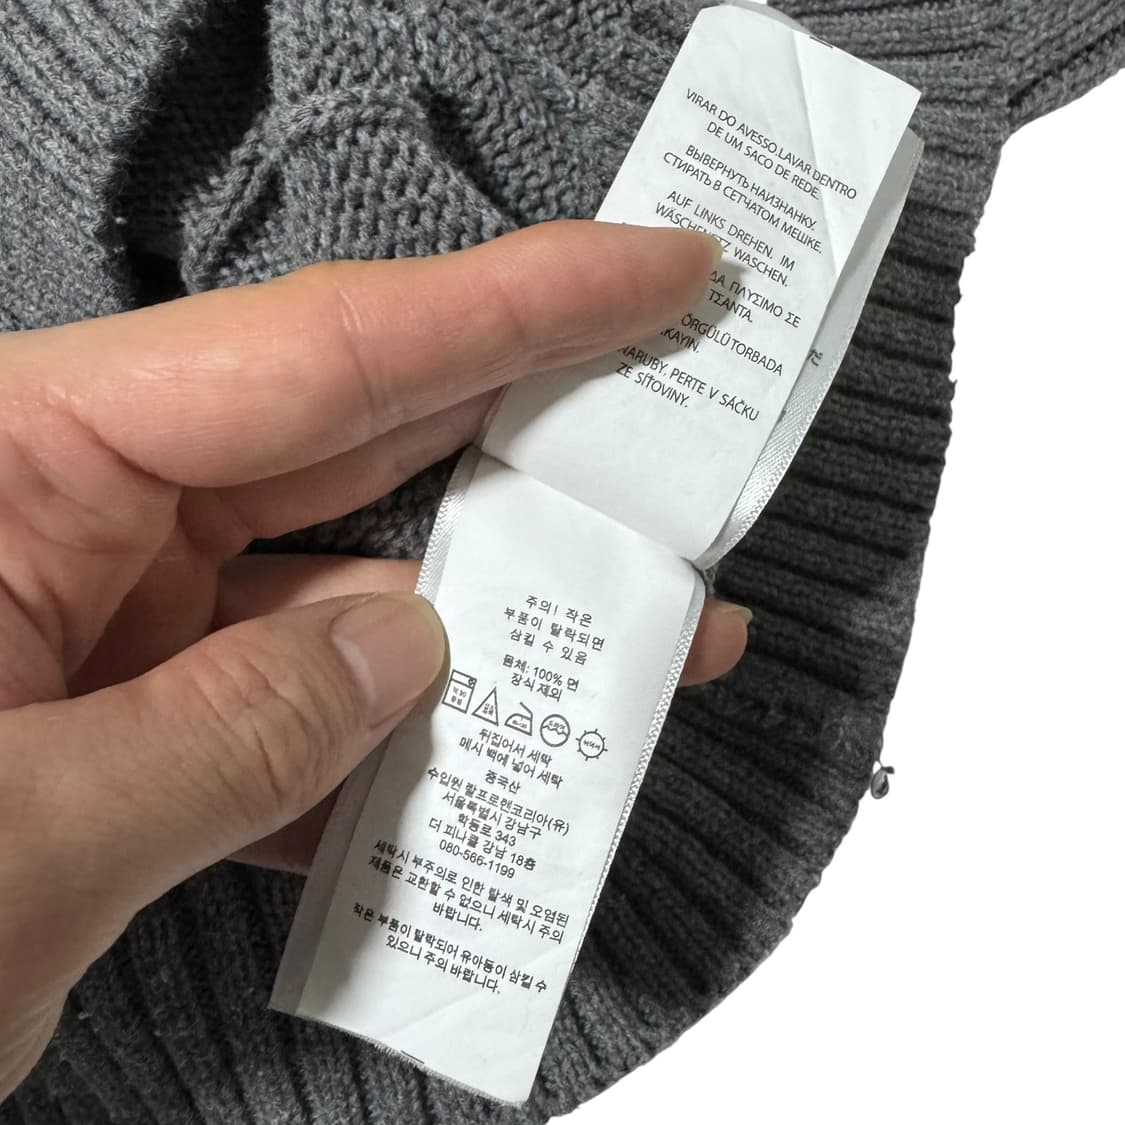 VIRAR DO AVESSO.LAVAR DENTRO
DE UM SACO DE REDE.
ВЫВЕРНУТЬ НАИЗНАНКУ.
СТИРАТЬ В СЕТЧАТОМ МЕШКЕ.
AUF LINKS DREHEN. IM
WASCHEN.
ΠΛΥΣΙΜΟ ΣΕ
ΤΣΑΝΤΑ.
ÖRGÜLÜ TORBADA
NARUBY. PERTE V SÁČKU
ZE SÍŤOVINY.
주의! 작은
부품이 탈락되면
삼킬 수 있음
몸체: 100% 면
장식 제외
뒤집어서 세탁
메시 백에 넣어 세탁
중국산
수입원 랄프로렌코리아(유)
서울특별시 강남구
학동로 343
더 피나클 강남 18층
080-566-1199
세탁시 부주의로 인한 탈색 및 오염된
제품은 교환할 수 없으니 세탁시 주의
바랍니다.
작은 부품이 탈락되어 유아동이 삼킬 수
있으니 주의 바랍니다.